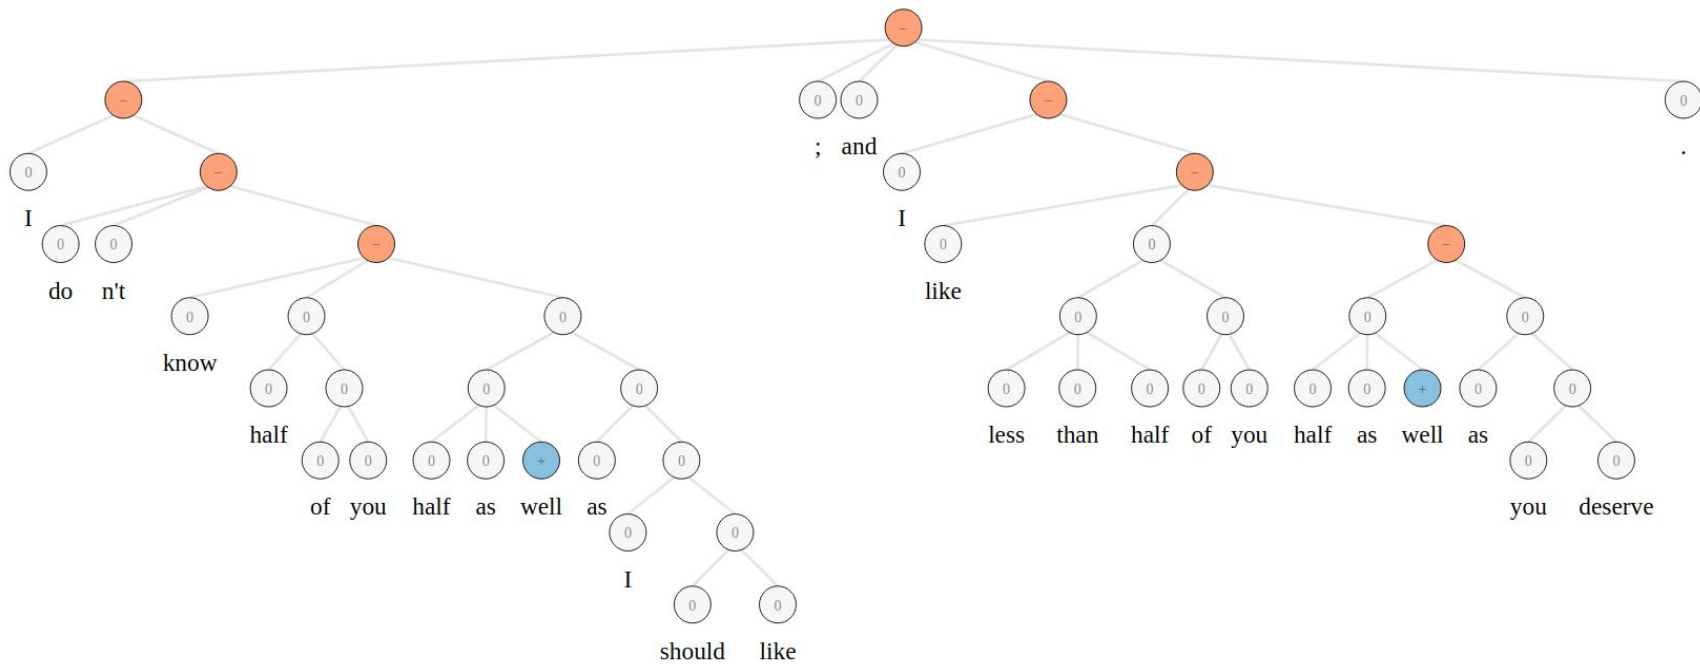 I do n't know half of you half as well as I should like ; and I like less than half of you half as well as you deserve .